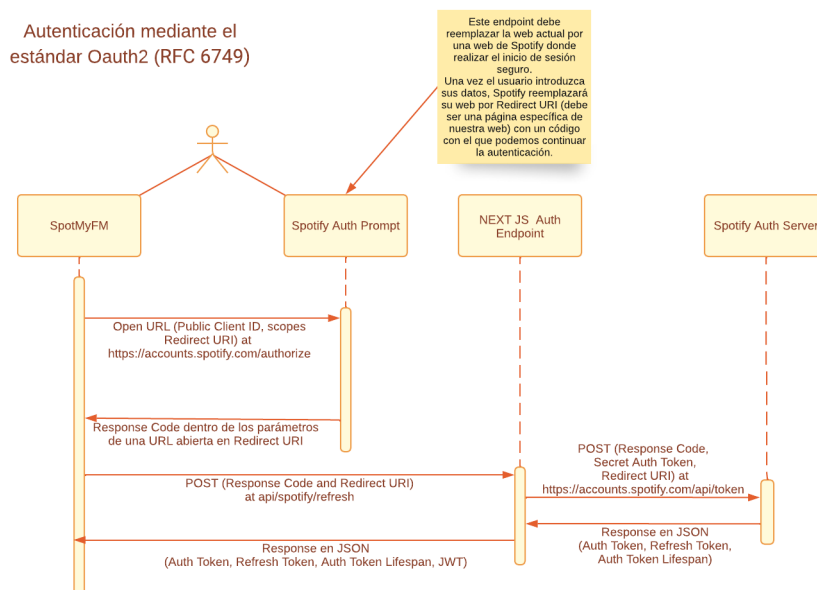 Autenticación mediante el
estándar Oauth2 (RFC 6749)
Este endpoint debe
reemplazar la web actual por
una web de Spotify donde
realizar el inicio de sesión
seguro.
Una vez el usuario introduzca
sus datos, Spotify reemplazará
su web por Redirect URI (debe
ser una página específica de
nuestra web) con un código
con el que podemos continuar
la autenticación.
SpotMyFM
Spotify Auth Prompt
NEXT JS Auth
Endpoint
Spotify Auth Server
Open URL (Public Client ID, scopes
Redirect URI) at
https://accounts.spotify.com/authorize
Response Code dentro de los parámetros
de una URL abierta en Redirect URI
POST (Response Code and Redirect URI)
at api/spotify/refresh
POST (Response Code,
Secret Auth Token,
Redirect URI) at
https://accounts.spotify.com/api/token
Response en JSON
(Auth Token, Refresh Token,
Auth Token Lifespan)
Response en JSON
(Auth Token, Refresh Token, Auth Token Lifespan, JWT)